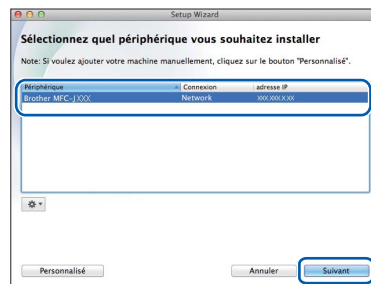 Setup Wizard
Sélectionnez quel périphérique vous souhaitez installer
Note: Si voulez ajouter votre machine manuellement, cliquez sur le bouton "Personnalisé".
Périphérique Connexion adresse IP
Brother MFC-JXXX Network XXX.XXX.X.XX
Personnalisé Annuler Suivant